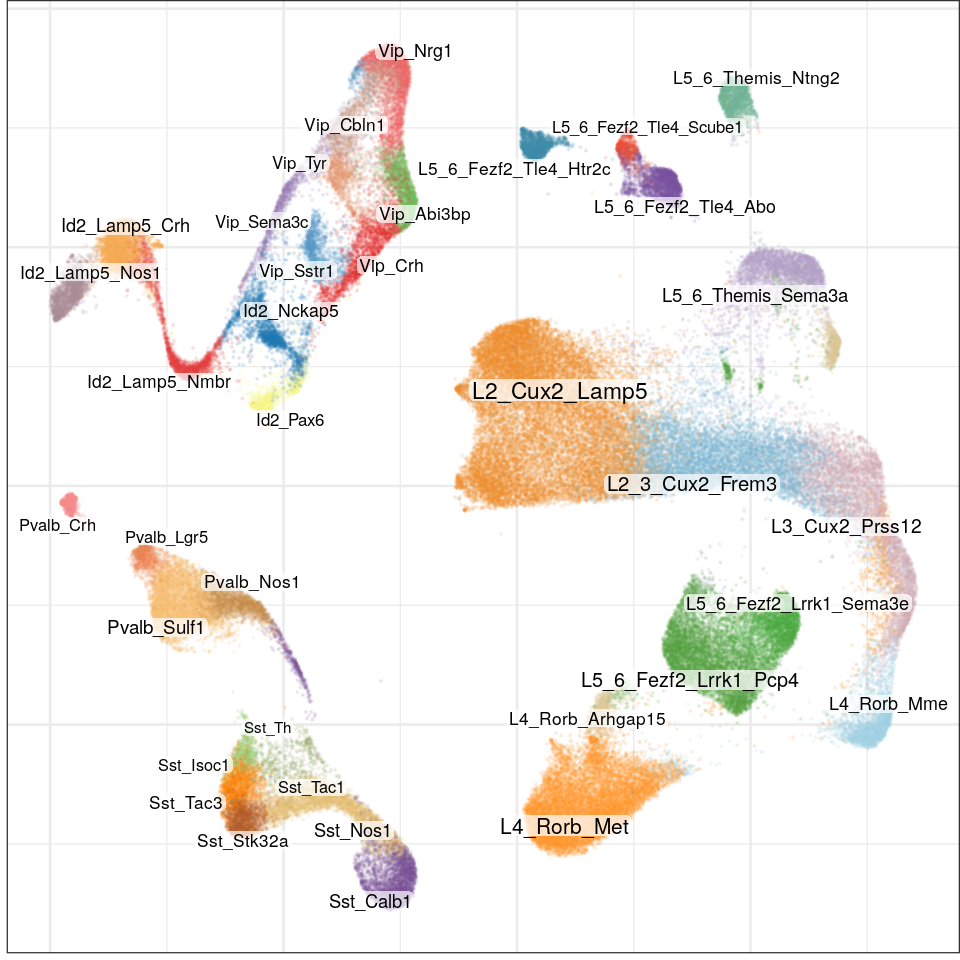 Vip_Nrg1
L5_6_Themis_Ntng2
Vip_Cbln1
L5_6_Fezf2_Tle4_Scube1
Vip_Tyr
L5_6_Fezf2_Tle4_Htr2c
L5_6_Fezf2_Tle4_Abo
Vip_Abi3bp
Vip_Sema3c
Id2_Lamp5_Crh
Id2_Lamp5_Nos1
Vip_Sstr1
Vip_Crh
L5_6_Themis_Sema3a
Id2_Nckap5
Id2_Lamp5_Nmbr
L2_Cux2_Lamp5
Id2_Pax6
L2_3_Cux2_Frem3
Pvalb_Crh
L3_Cux2_Prss12
Pvalb_Lgr5
Pvalb_Nos1
L5_6_Fezf2_Lrrk1_Sema3e
Pvalb_Sulf1
L5_6_Fezf2_Lrrk1_Pcp4
L4_Rorb_Mme
L4_Rorb_Arhgap15
Sst_Th
Sst_Isoc1
Sst_Tac1
Sst_Tac3
L4_Rorb_Met
Sst_Nos1
Sst_Stk32a
Sst_Calb1